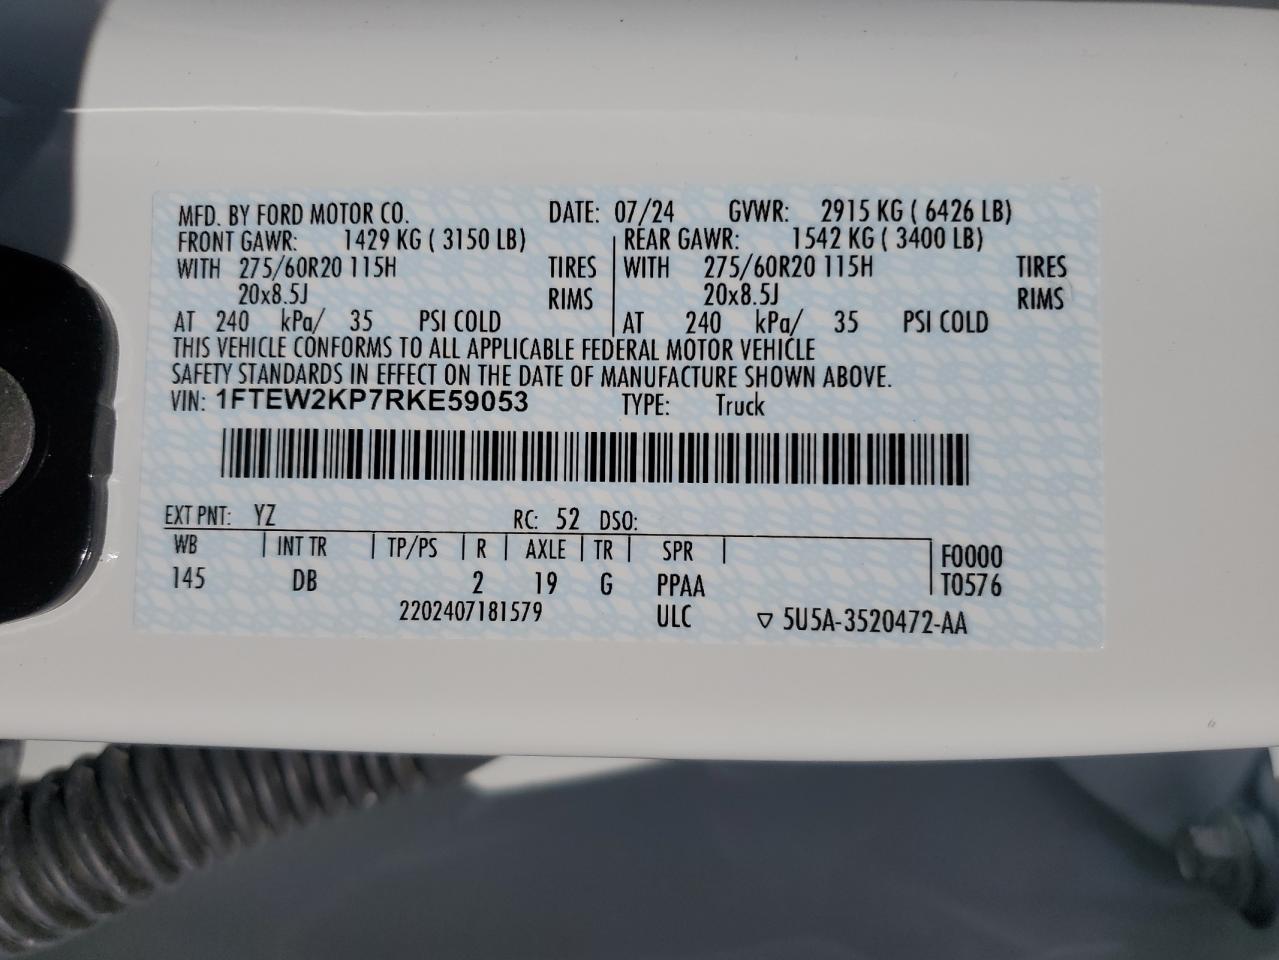 MFD. BY FORD MOTOR CO. DATE: 07/24 GVWR: 2915 KG ( 6426 LB)
FRONT GAWR: 1429 KG ( 3150 LB) REAR GAWR: 1542 KG ( 3400 LB)
WITH 275/60R20 115H TIRES WITH 275/60R20 115H TIRES
20x8.5J RIMS 20x8.5J RIMS
AT 240 kPa/ 35 PSI COLD AT 240 kPa/ 35 PSI COLD
THIS VEHICLE CONFORMS TO ALL APPLICABLE FEDERAL MOTOR VEHICLE
SAFETY STANDARDS IN EFFECT ON THE DATE OF MANUFACTURE SHOWN ABOVE.
VIN: 1FTEW2KP7RKE59053 TYPE: Truck
EXT PNT: YZ RC: 52 DSO:
WB INT TR TP/PS R AXLE TR SPR F0000
145 DB 2 19 G PPAA T0576
2202407181579 ULC ▽ 5U5A-3520472-AA